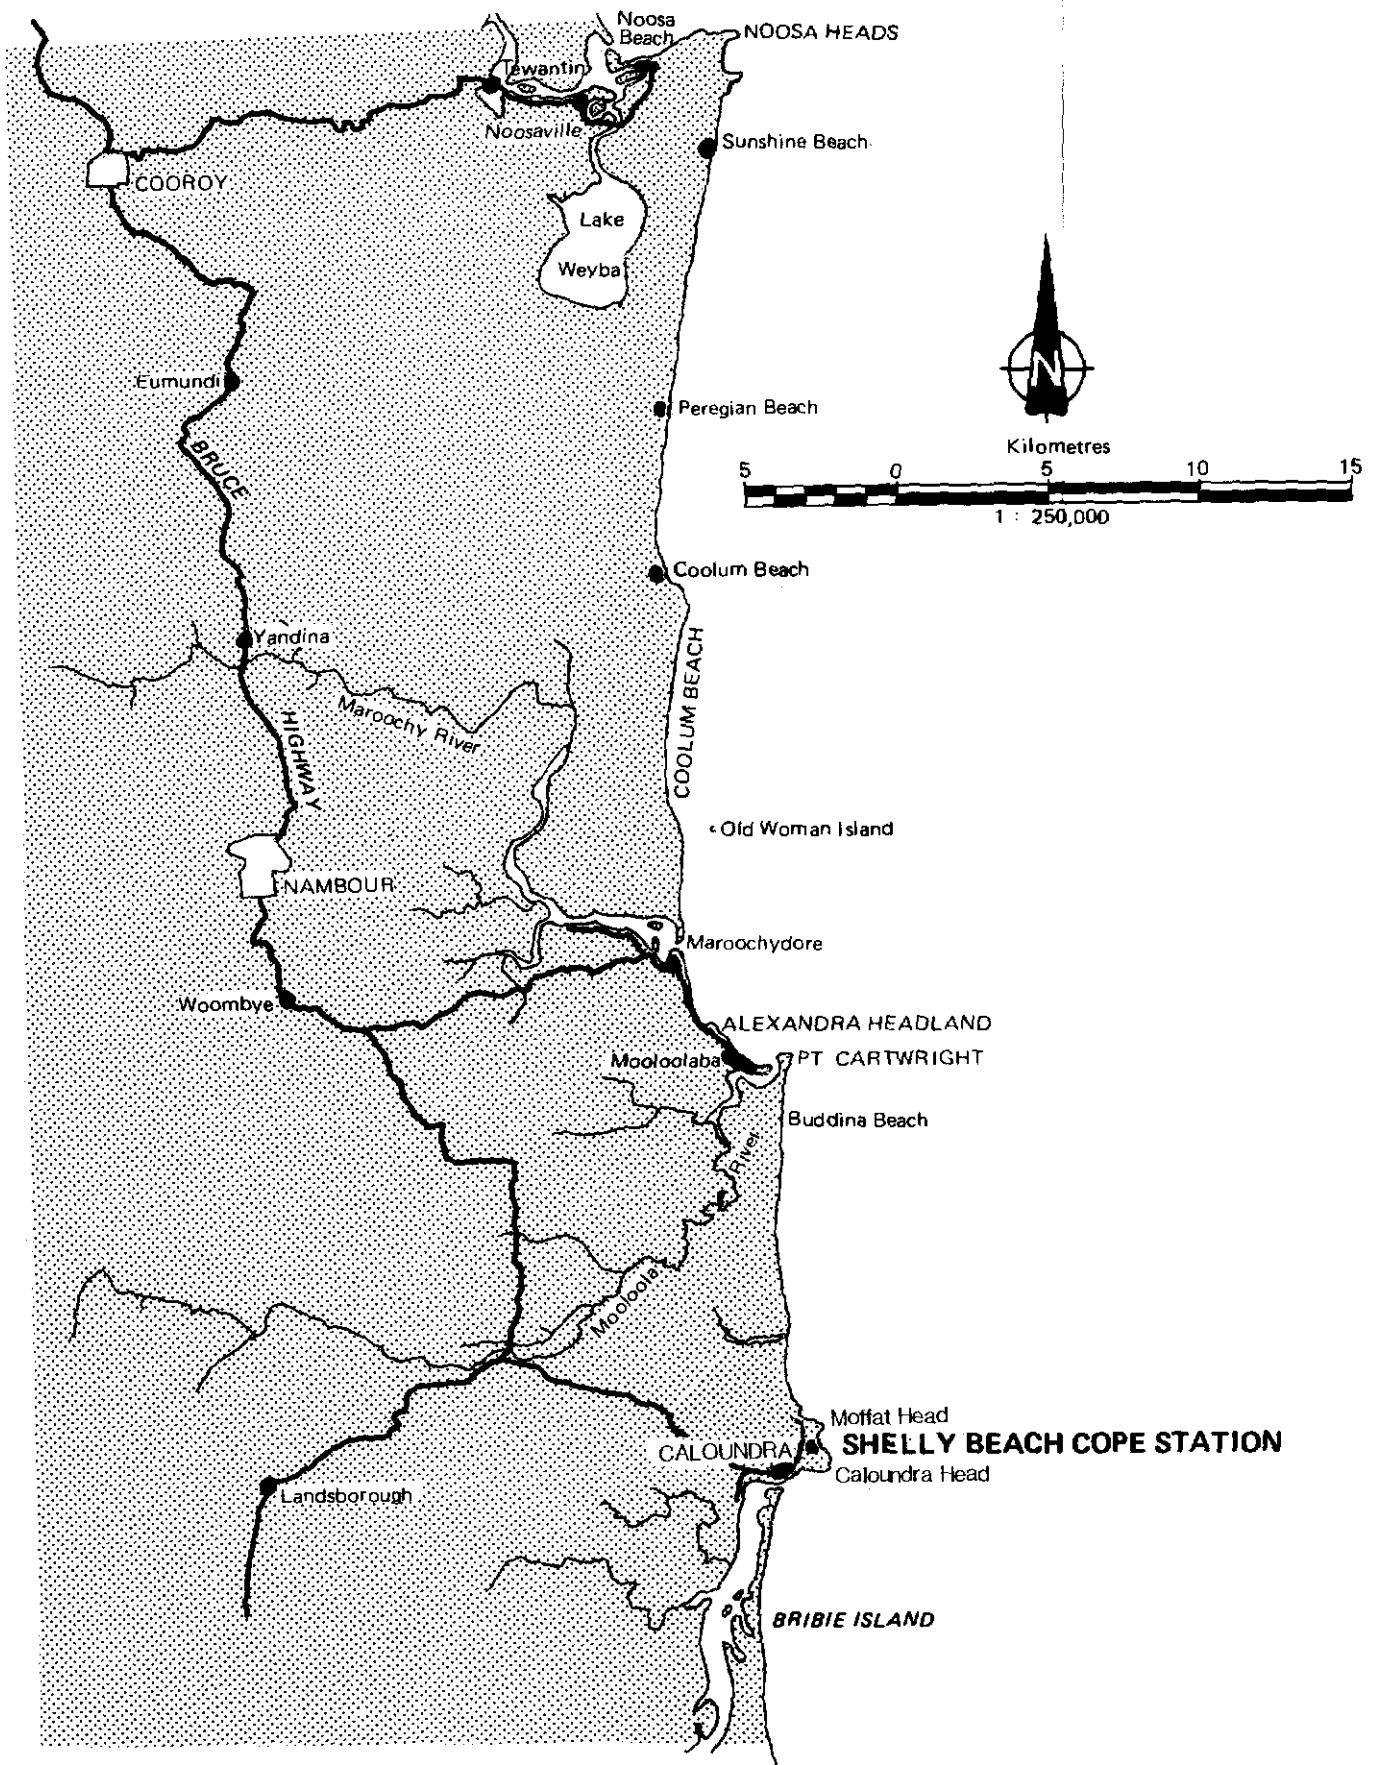 Noosa
Beach
NOOSA HEADS
Tewantin
Noosaville
Sunshine Beach
COOROY
Lake
Weyba
Eumundi
Peregian Beach
N
Kilometres
5 0 5 10 15
1 : 250,000
BRUCE
Coolum Beach
Yandina
COOLUM BEACH
Maroochy River
HIGHWAY
Old Woman Island
NAMBOUR
Maroochydore
Woombye
ALEXANDRA HEADLAND
Mooloolaba
PT CARTWRIGHT
Buddina Beach
River
Mooloola
Moffat Head
CALOUNDRA
SHELLY BEACH COPE STATION
Caloundra Head
Landsborough
BRIBIE ISLAND